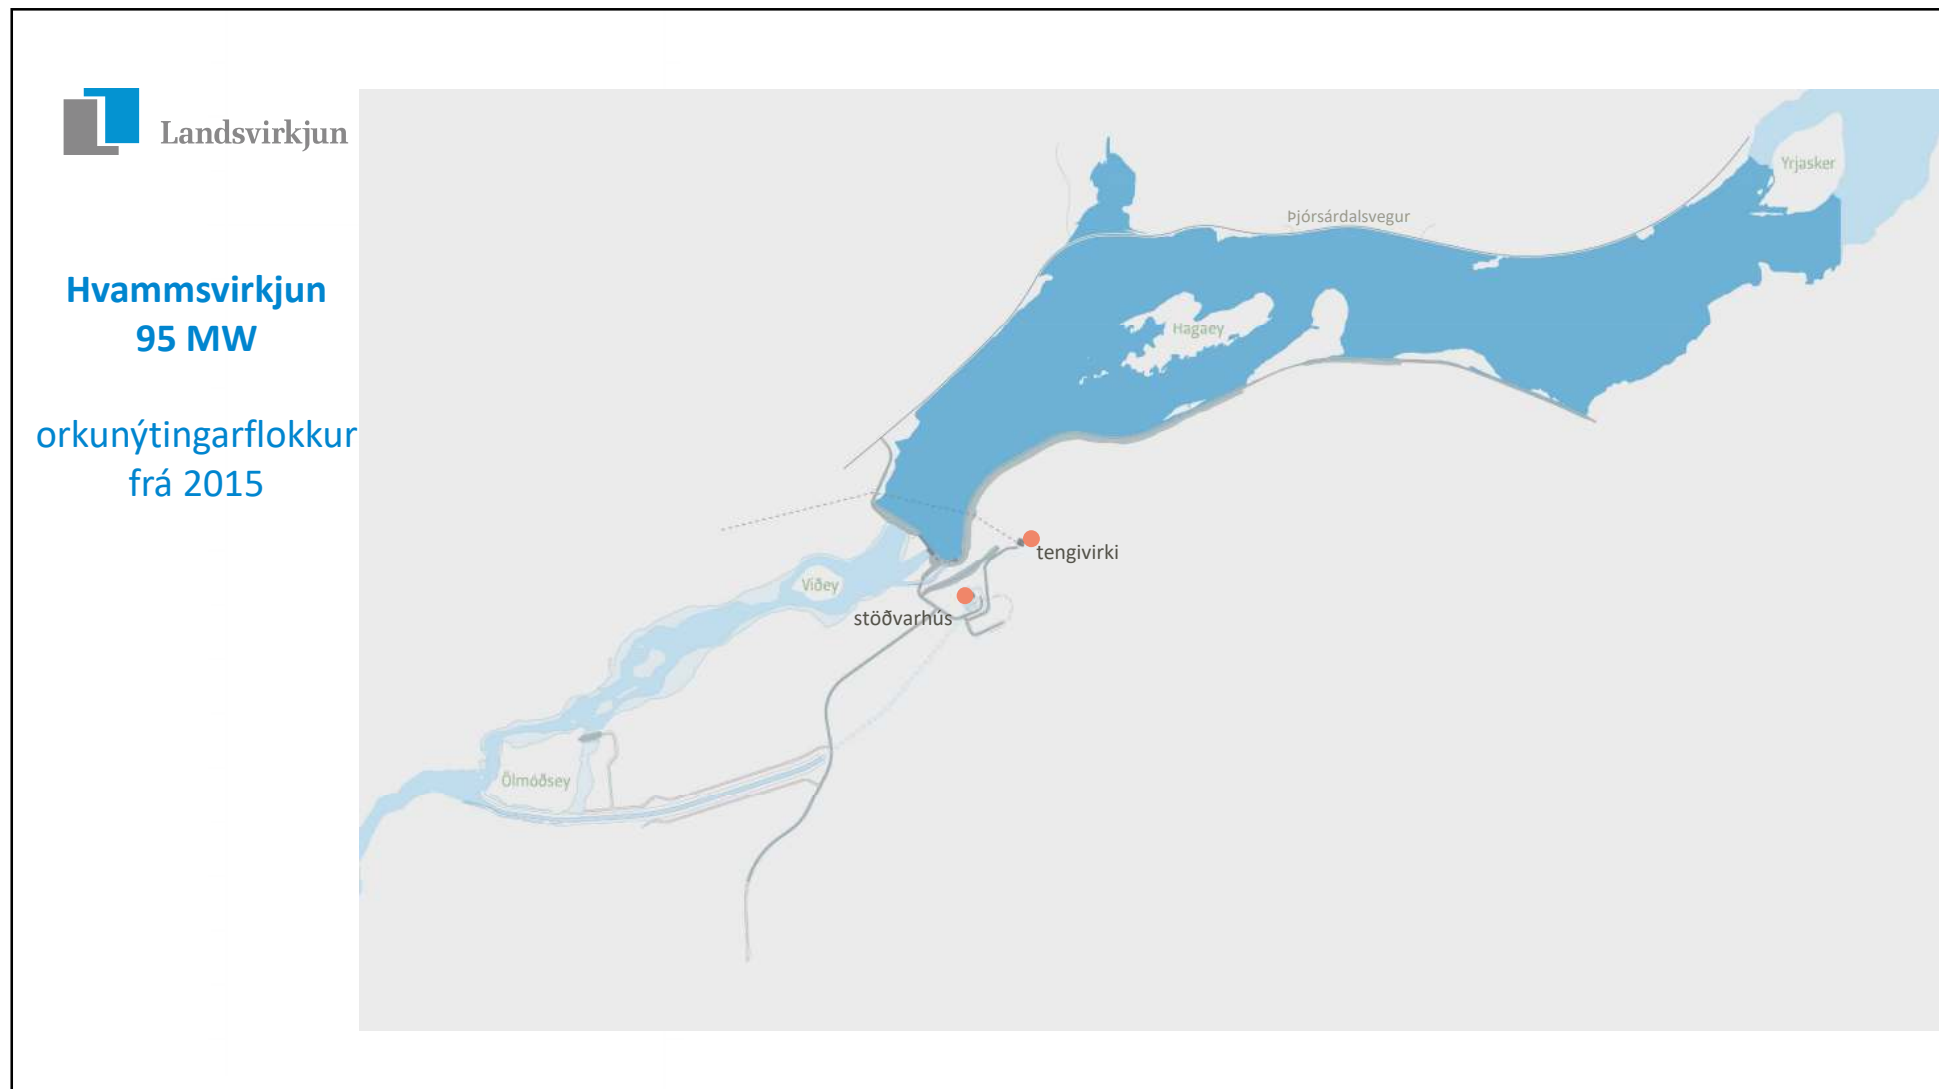 Landsvirkjun
Hvammsvirkjun
95 MW
orkunýtingarflokkur
frá 2015
Yrjasker
Þjórsárdalsvegur
Hagaey
tengivirki
Viðey
stöðvarhús
Ölmóðsey